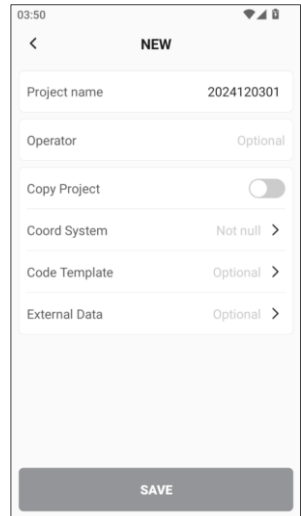 03:50
NEW
Project name 2024120301
Operator Optional
Copy Project
Coord System Not null
Code Template Optional
External Data Optional
SAVE